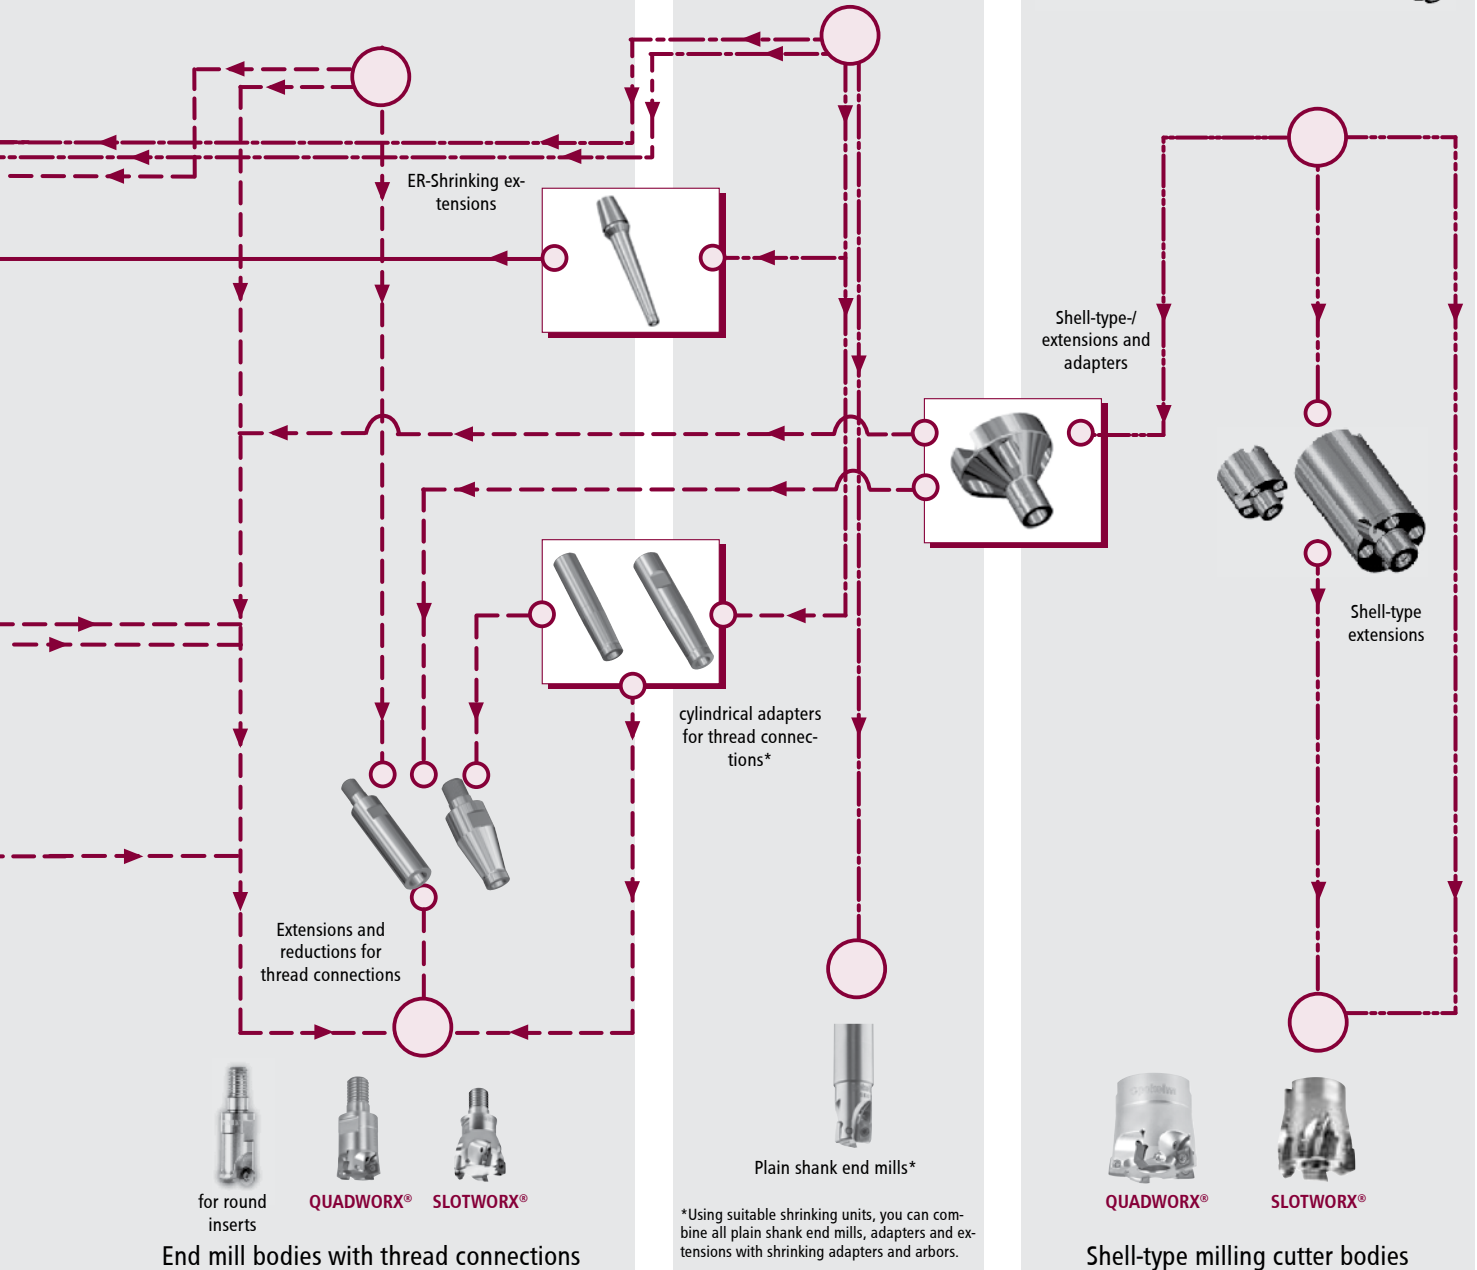 ER-Shrinking ex-
tensions
Shell-type-/
extensions and
adapters
Shell-type
extensions
cylindrical adapters
for thread connec-
tions*
Extensions and
reductions for
thread connections
for round
inserts
QUADWORX®
SLOTWORX®
End mill bodies with thread connections
Plain shank end mills*
*Using suitable shrinking units, you can com-
bine all plain shank end mills, adapters and ex-
tensions with shrinking adapters and arbors.
QUADWORX®
SLOTWORX®
Shell-type milling cutter bodies